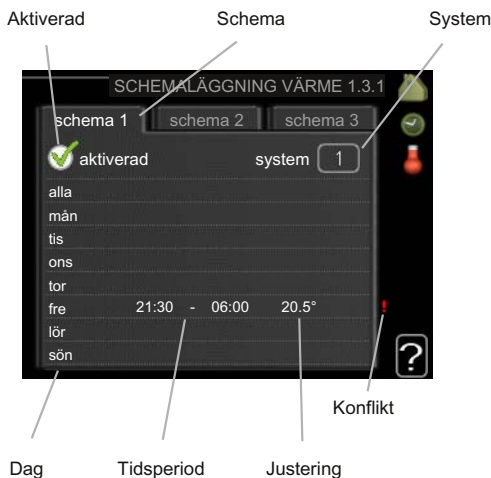 Aktiverad Schema System
SCHEMALÄGGNING VÄRME 1.3.1
schema 1 schema 2 schema 3
aktiverad system 1
alla
mån
tis
ons
tor
fre 21:30 - 06:00 20.5° !
lör
sön
?
Konflikt
Dag Tidsperiod Justering